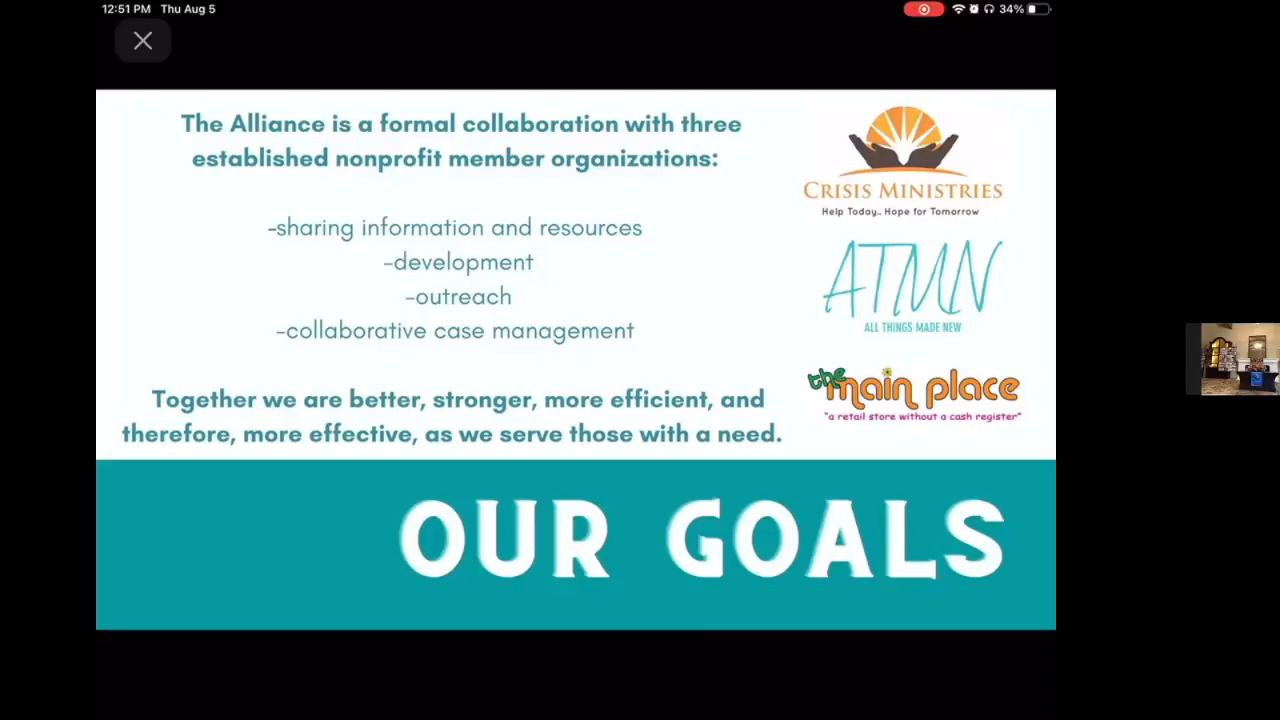 12:51 PM Thu Aug 5
34%
The Alliance is a formal collaboration with three
established nonprofit member organizations:
-sharing information and resources
-development
-outreach
-collaborative case management
Together we are better, stronger, more efficient, and
therefore, more effective, as we serve those with a need.
CRISIS MINISTRIES
Help Today.. Hope for Tomorrow
ATMN
ALL THINGS MADE NEW
the main place
"a retail store without a cash register"
OUR GOALS